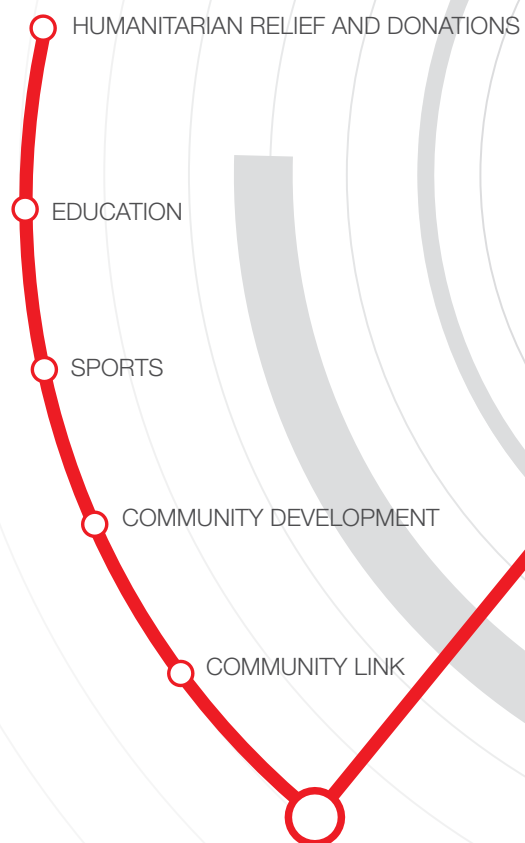 HUMANITARIAN RELIEF AND DONATIONS
EDUCATION
SPORTS
COMMUNITY DEVELOPMENT
COMMUNITY LINK